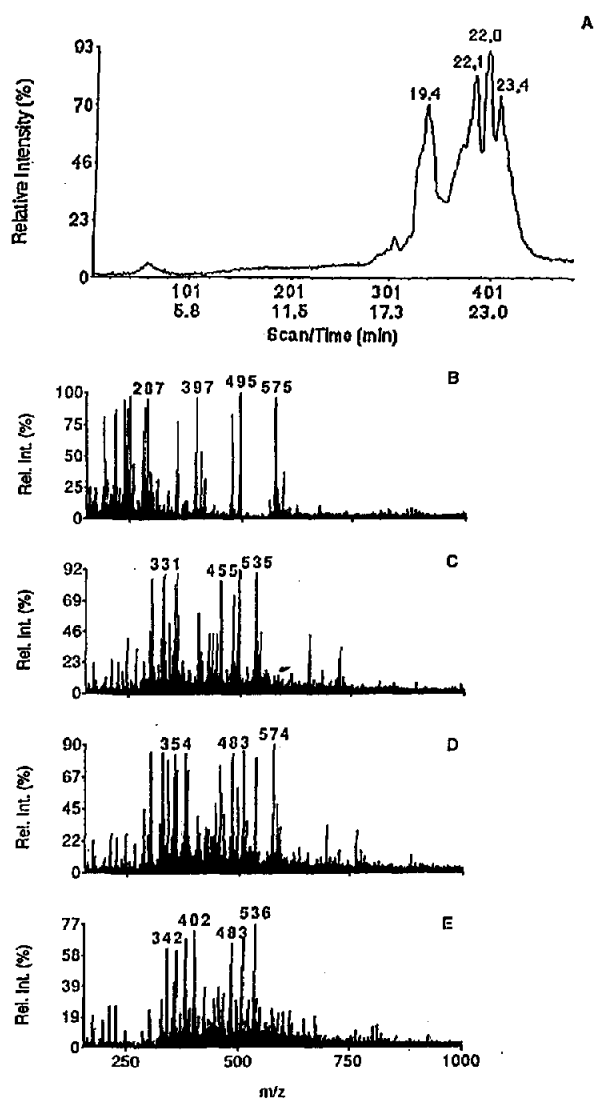 A
93
70
46
23
0
Relative Intensity (%)
19.4
22.1
22.0
23.4
101 201 301 401
5.8 11.5 17.3 23.0
Scan/Time (min)
B
100
75
50
25
0
Rel. Int. (%)
287 397 495 575
C
92
69
46
23
0
Rel. Int. (%)
331 455 535
D
90
67
45
22
0
Rel. Int. (%)
354 483 574
E
77
58
39
19
0
Rel. Int. (%)
342 402 483 536
250 500 750 1000
m/z